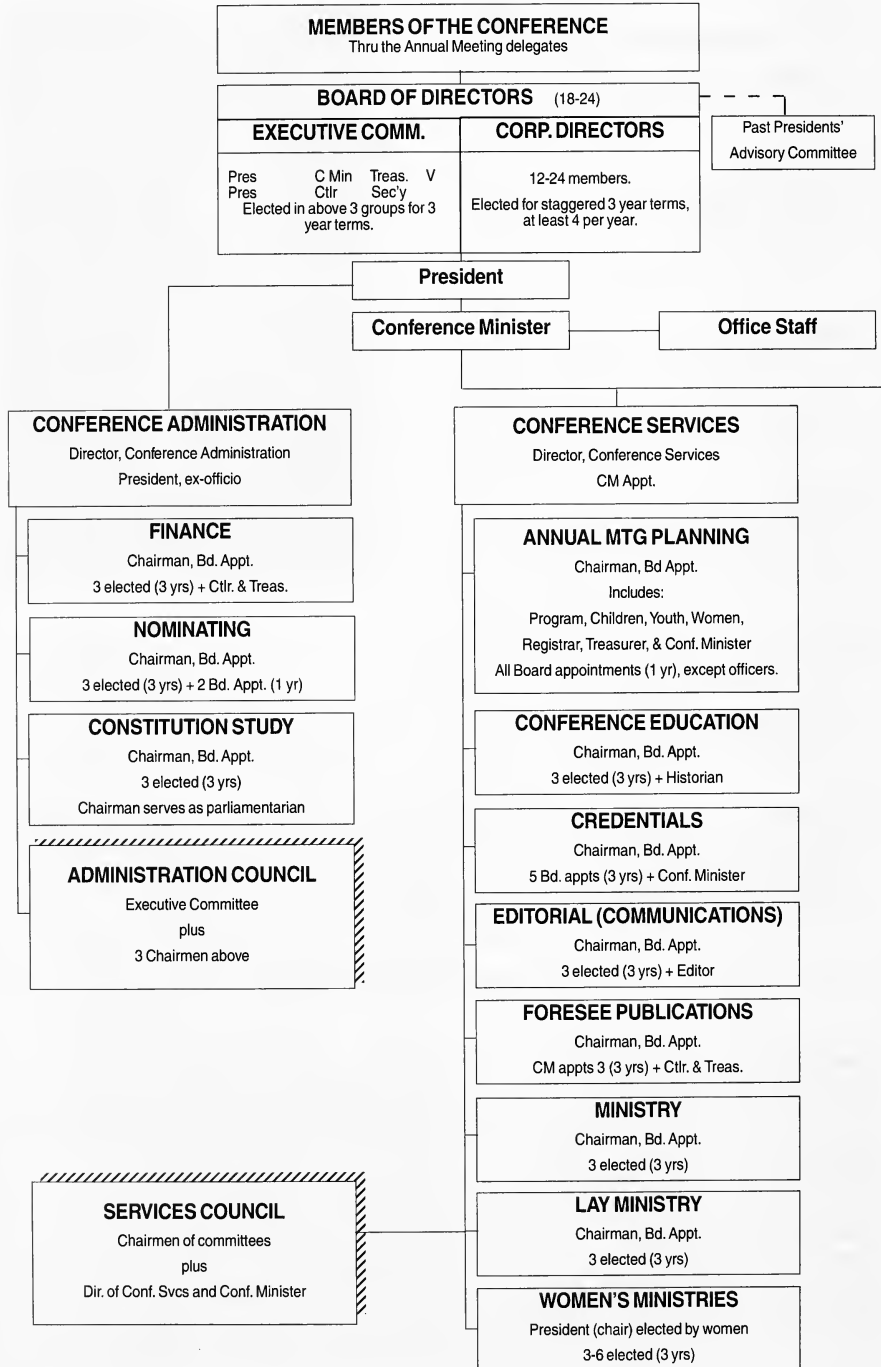 MEMBERS OF THE CONFERENCE
Thru the Annual Meeting delegates
BOARD OF DIRECTORS (18-24)
EXECUTIVE COMM.
Pres C Min Treas. V
Pres Ctlr Sec'y
Elected in above 3 groups for 3
year terms.
CORP. DIRECTORS
12-24 members.
Elected for staggered 3 year terms,
at least 4 per year.
Past Presidents'
Advisory Committee
President
Conference Minister
Office Staff
CONFERENCE ADMINISTRATION
Director, Conference Administration
President, ex-officio
FINANCE
Chairman, Bd. Appt.
3 elected (3 yrs) + Ctlr. & Treas.
NOMINATING
Chairman, Bd. Appt.
3 elected (3 yrs) + 2 Bd. Appt. (1 yr)
CONSTITUTION STUDY
Chairman, Bd. Appt.
3 elected (3 yrs)
Chairman serves as parliamentarian
ADMINISTRATION COUNCIL
Executive Committee
plus
3 Chairmen above
SERVICES COUNCIL
Chairmen of committees
plus
Dir. of Conf. Svcs and Conf. Minister
CONFERENCE SERVICES
Director, Conference Services
CM Appt.
ANNUAL MTG PLANNING
Chairman, Bd Appt.
Includes:
Program, Children, Youth, Women,
Registrar, Treasurer, & Conf. Minister
All Board appointments (1 yr), except officers.
CONFERENCE EDUCATION
Chairman, Bd. Appt.
3 elected (3 yrs) + Historian
CREDENTIALS
Chairman, Bd. Appt.
5 Bd. appts (3 yrs) + Conf. Minister
EDITORIAL (COMMUNICATIONS)
Chairman, Bd. Appt.
3 elected (3 yrs) + Editor
FORESEE PUBLICATIONS
Chairman, Bd. Appt.
CM appts 3 (3 yrs) + Ctlr. & Treas.
MINISTRY
Chairman, Bd. Appt.
3 elected (3 yrs)
LAY MINISTRY
Chairman, Bd. Appt.
3 elected (3 yrs)
WOMEN'S MINISTRIES
President (chair) elected by women
3-6 elected (3 yrs)